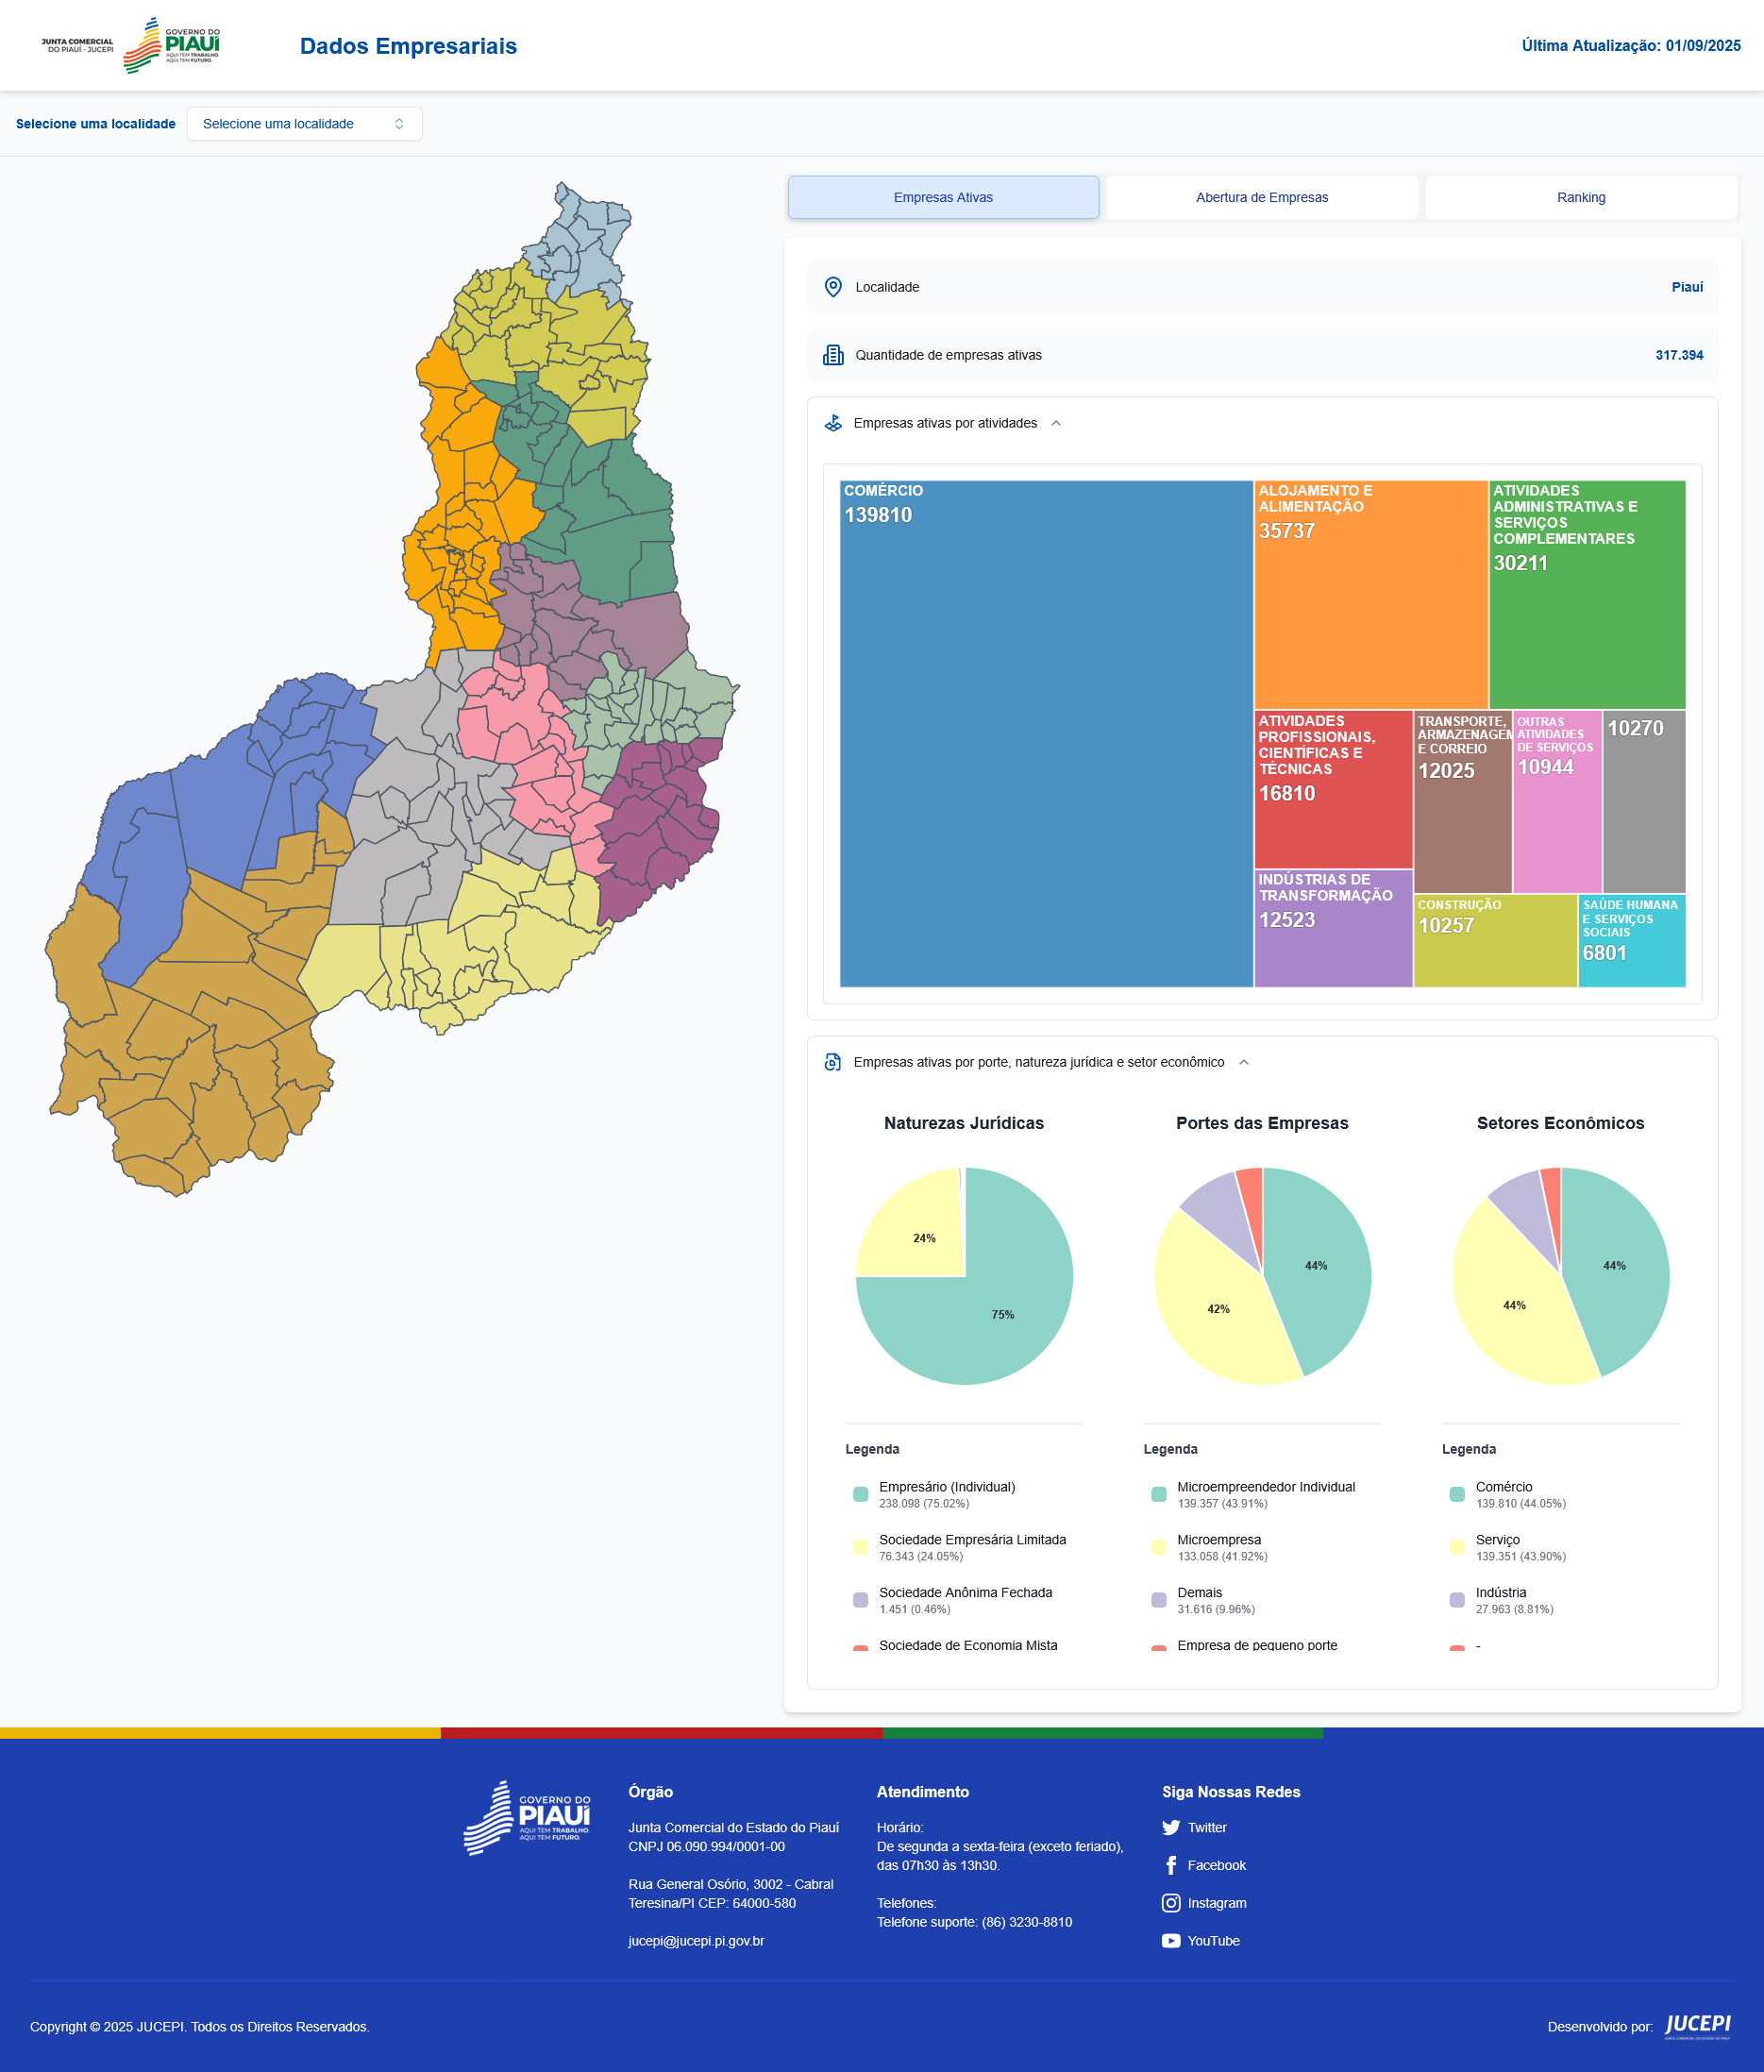 JUNTA COMERCIAL
DO PIAUÍ - JUCEPI
GOVERNO DO
PIAUÍ
AQUI TEM TRABALHO.
AQUI TEM FUTURO.
Dados Empresariais
Última Atualização: 01/09/2025
Selecione uma localidade
Selecione uma localidade
Empresas Ativas
Abertura de Empresas
Ranking
Localidade
Piauí
Quantidade de empresas ativas
317.394
Empresas ativas por atividades
COMÉRCIO
139810
ALOJAMENTO E
ALIMENTAÇÃO
35737
ATIVIDADES
ADMINISTRATIVAS E
SERVIÇOS
COMPLEMENTARES
30211
ATIVIDADES
PROFISSIONAIS,
CIENTÍFICAS E
TÉCNICAS
16810
TRANSPORTE,
ARMAZENAGEM
E CORREIO
12025
OUTRAS
ATIVIDADES
DE SERVIÇOS
10944
10270
INDÚSTRIAS DE
TRANSFORMAÇÃO
12523
CONSTRUÇÃO
10257
SAÚDE HUMANA
E SERVIÇOS
SOCIAIS
6801
Empresas ativas por porte, natureza jurídica e setor econômico
Naturezas Jurídicas
24%
75%
Legenda
Empresário (Individual)
238.098 (75.02%)
Sociedade Empresária Limitada
76.343 (24.05%)
Sociedade Anônima Fechada
1.451 (0.46%)
Sociedade de Economia Mista
Portes das Empresas
44%
42%
Legenda
Microempreendedor Individual
139.357 (43.91%)
Microempresa
133.058 (41.92%)
Demais
31.616 (9.96%)
Empresa de pequeno porte
Setores Econômicos
44%
44%
Legenda
Comércio
139.810 (44.05%)
Serviço
139.351 (43.90%)
Indústria
27.963 (8.81%)
-
GOVERNO DO
PIAUÍ
AQUI TEM TRABALHO.
AQUI TEM FUTURO.
Órgão
Junta Comercial do Estado do Piauí
CNPJ 06.090.994/0001-00
Rua General Osório, 3002 - Cabral
Teresina/PI CEP: 64000-580
jucepi@jucepi.pi.gov.br
Atendimento
Horário:
De segunda a sexta-feira (exceto feriado),
das 07h30 às 13h30.
Telefones:
Telefone suporte: (86) 3230-8810
Siga Nossas Redes
Twitter
Facebook
Instagram
YouTube
Copyright © 2025 JUCEPI. Todos os Direitos Reservados.
Desenvolvido por:
JUCEPI
JUNTA COMERCIAL DO ESTADO DO PIAUÍ